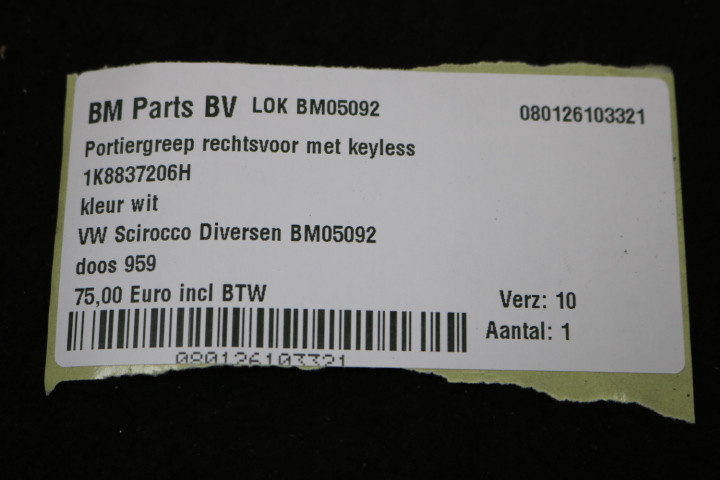 BM Parts BV LOK BM05092 080126103321
Portiergreep rechtsvoor met keyless
1K8837206H
kleur wit
VW Scirocco Diversen BM05092
doos 959
75,00 Euro incl BTW Verz: 10
Aantal: 1
080126103321